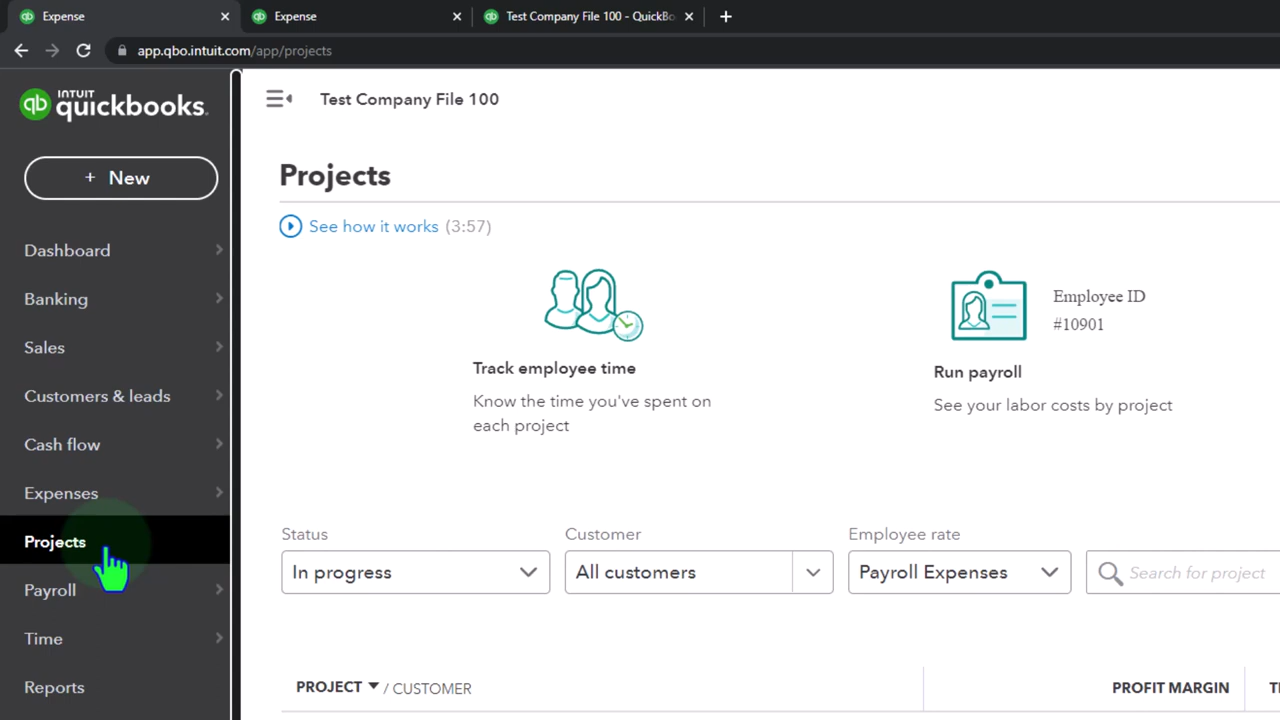 Expense
Expense
Test Company File 100 - QuickBo
app.qbo.intuit.com/app/projects
INTUIT
qb quickbooks.
Test Company File 100
+ New
Projects
See how it works (3:57)
Dashboard
Banking
Sales
Customers & leads
Cash flow
Expenses
Projects
Payroll
Time
Reports
Track employee time
Know the time you've spent on
each project
Employee ID
#10901
Run payroll
See your labor costs by project
Status
Customer
Employee rate
In progress
All customers
Payroll Expenses
Search for project
PROJECT / CUSTOMER
PROFIT MARGIN